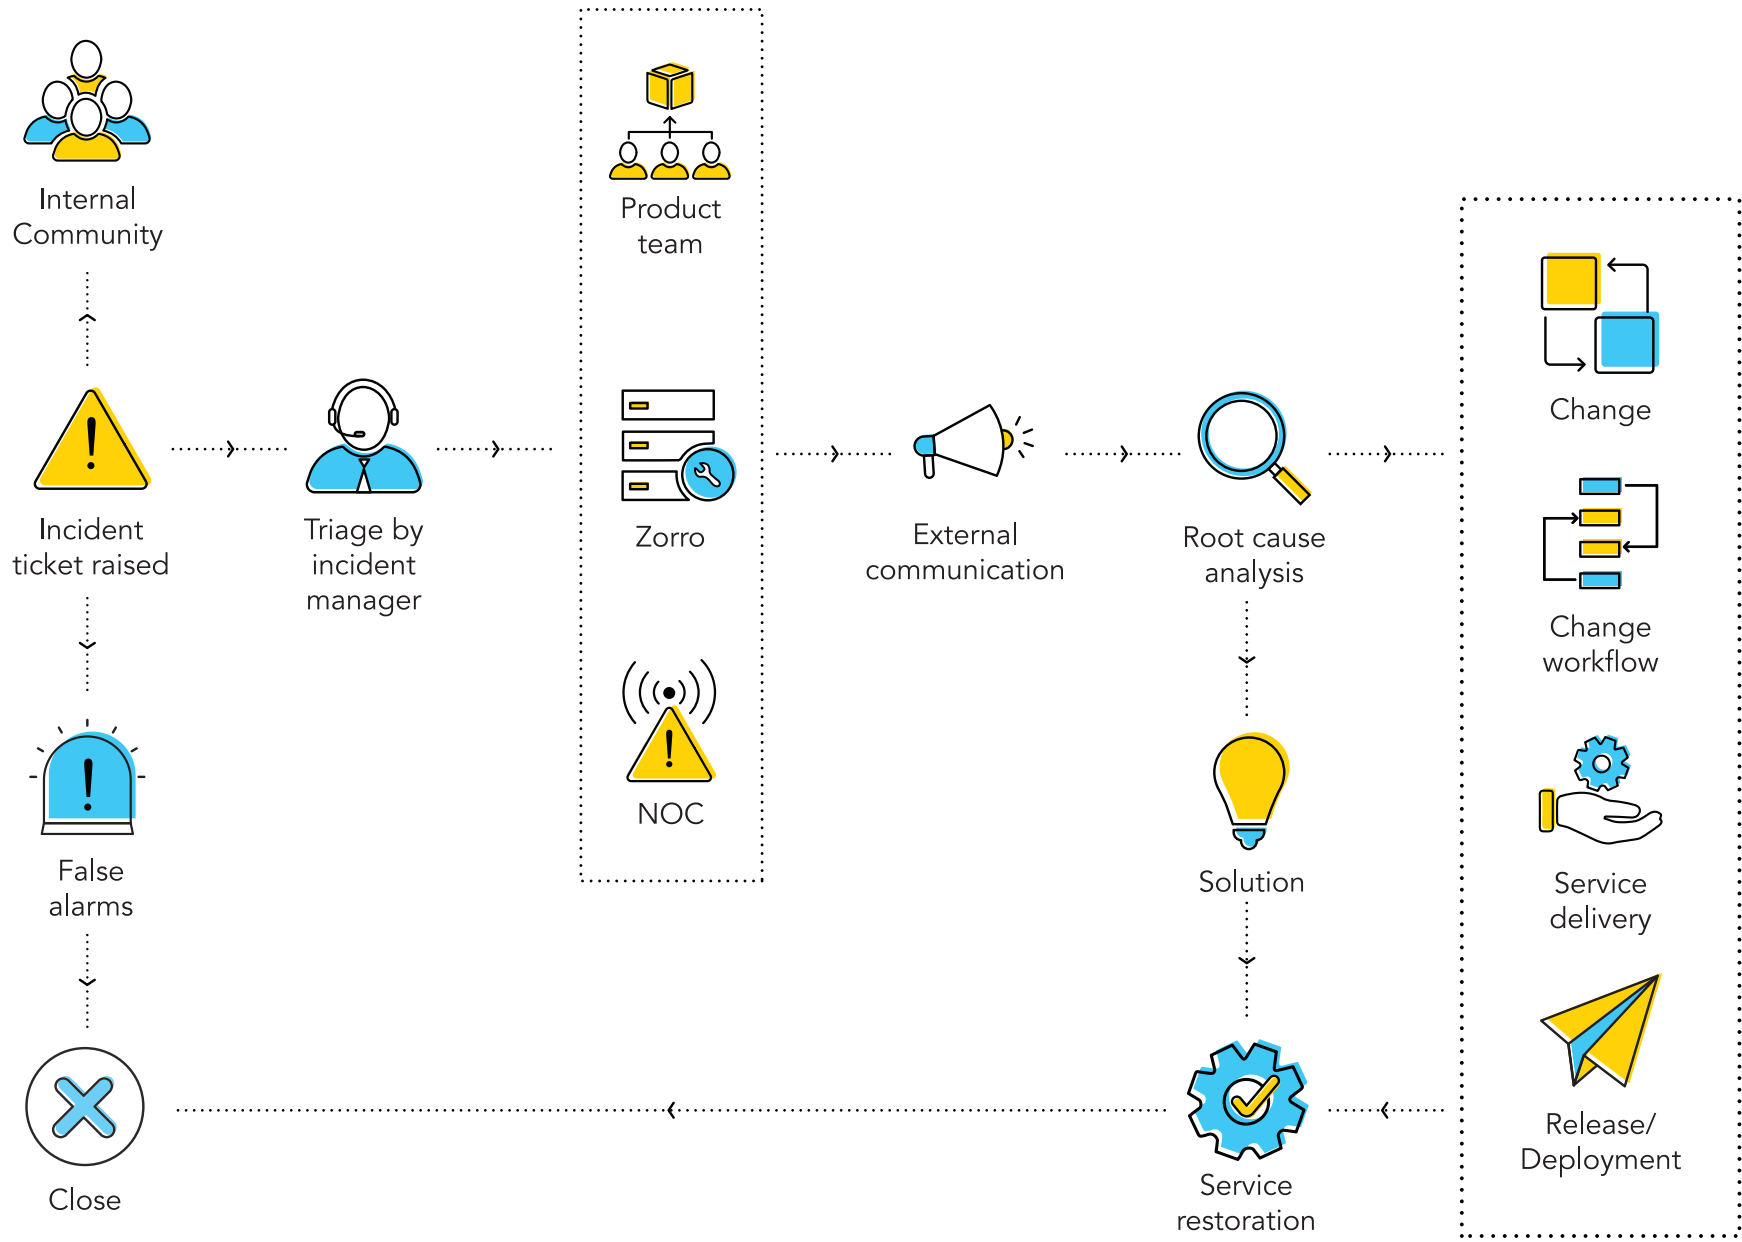 Internal
Community
Incident
ticket raised
False
alarms
Close
Triage by
incident
manager
Product
team
Zorro
NOC
External
communication
Root cause
analysis
Solution
Service
restoration
Change
Change
workflow
Service
delivery
Release/
Deployment